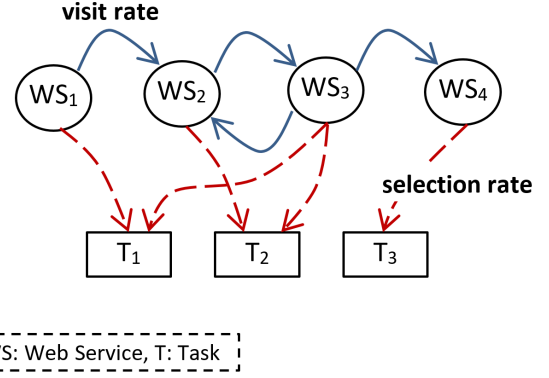 visit rate
WS1 WS2 WS3 WS4
selection rate
T1 T2 T3
S: Web Service, T: Task